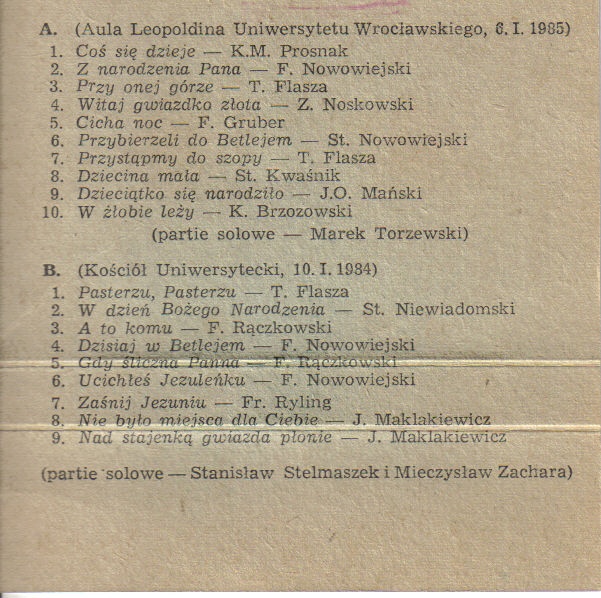 A. (Aula Leopoldina Uniwersytetu Wrocławskiego, 6. I. 1985)
1. Coś się dzieje — K.M. Prosnak
2. Z narodzenia Pana — F. Nowowiejski
3. Przy onej górze — T. Flasza
4. Witaj gwiazdko złota — Z. Noskowski
5. Cicha noc — F. Gruber
6. Przybierzeli do Betlejem — St. Nowowiejski
7. Przystąpmy do szopy — T. Flasza
8. Dziecina mała — St. Kwaśnik
9. Dzieciątko się narodziło — J.O. Mański
10. W żłobie leży — K. Brzozowski
(partie solowe — Marek Torzewski)
B. (Kościół Uniwersytecki, 10. I. 1984)
1. Pasterzu, Pasterzu — T. Flasza
2. W dzień Bożego Narodzenia — St. Niewiadomski
3. A to komu — F. Rączkowski
4. Dzisiaj w Betlejem — F. Nowowiejski
5. Gdy śliczna Panna — F. Rączkowski
6. Ucichłeś Jezuleńku — F. Nowowiejski
7. Zaśnij Jezuniu — Fr. Ryling
8. Nie było miejsca dla Ciebie — J. Maklakiewicz
9. Nad stajenką gwiazda płonie — J. Maklakiewicz
(partie solowe — Stanisław Stelmaszek i Mieczysław Zachara)